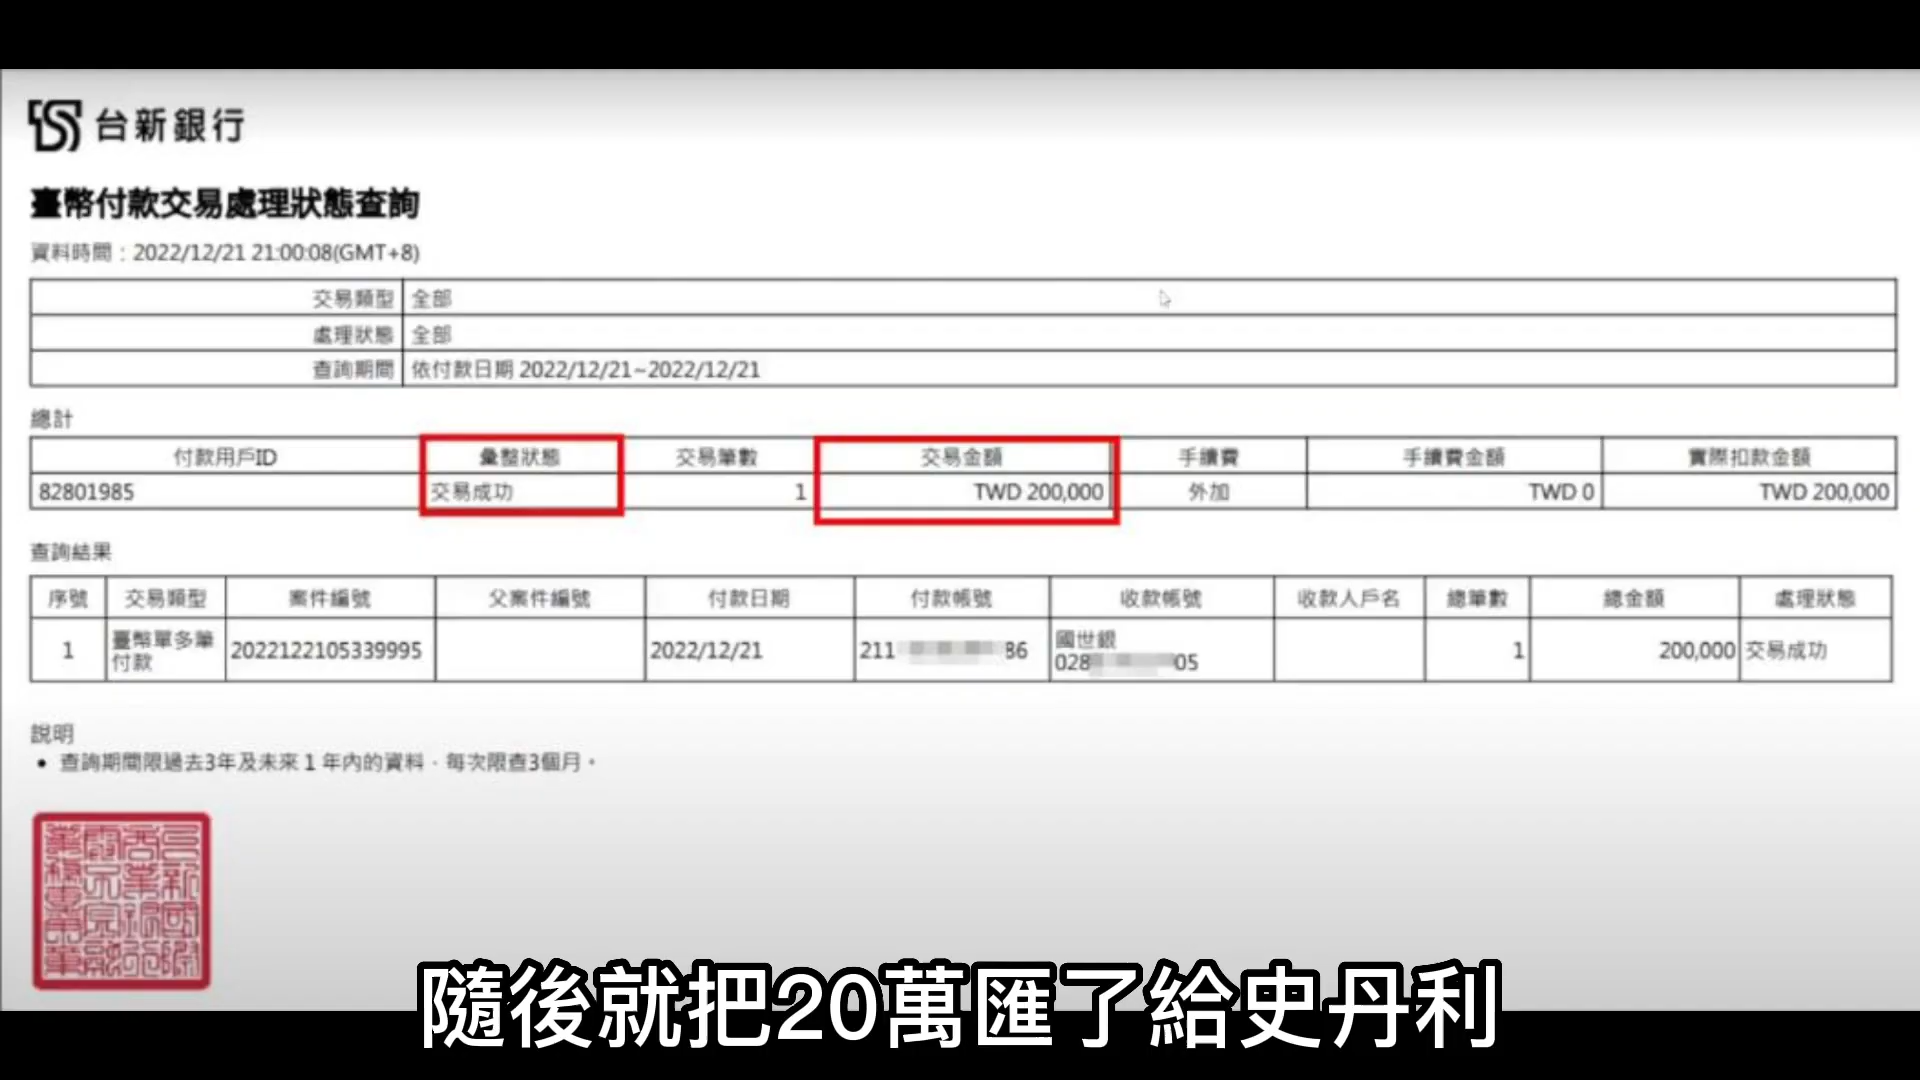 台新銀行
臺幣付款交易處理狀態查詢
資料時間：2022/12/21 21:00:08(GMT+8)
交易類型 全部
處理狀態 全部
查詢期間 依付款日期 2022/12/21~2022/12/21
總計
付款用戶ID 彙整狀態 交易筆數 交易金額 手續費 手續費金額 實際扣款金額
82801985 交易成功 1 TWD 200,000 外加 TWD 0 TWD 200,000
查詢結果
序號 交易類型 案件編號 父案件編號 付款日期 付款帳號 收款帳號 收款人戶名 總筆數 總金額 處理狀態
1 臺幣單多筆付款 2022122105339995 2022/12/21 211 86 國世銀 028 05 1 200,000 交易成功
說明
• 查詢期間限過去3年及未來 1 年內的資料，每次限查3個月。
隨後就把20萬匯了給史丹利